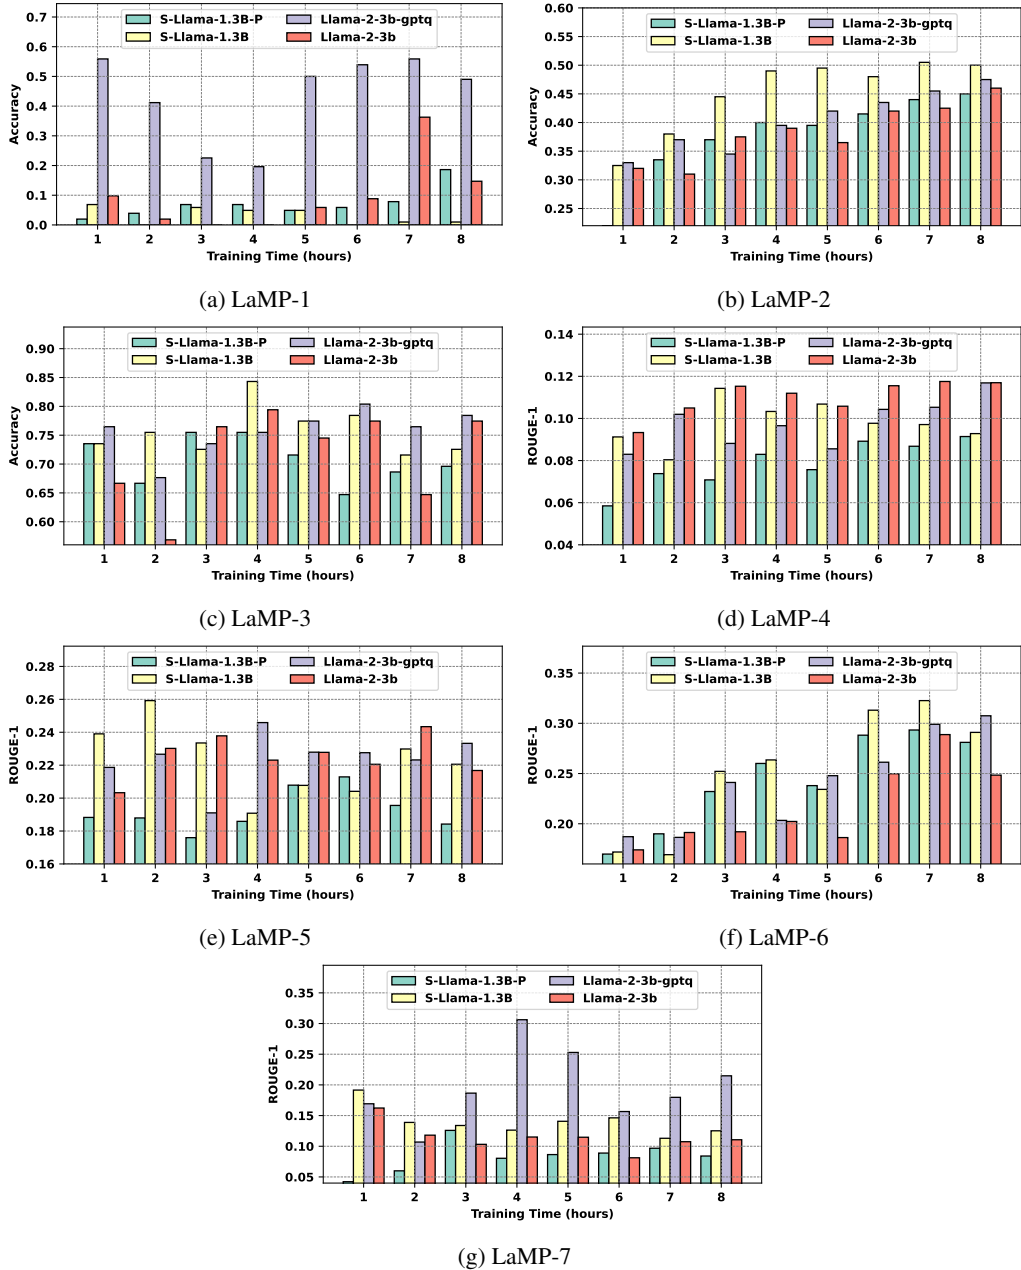 S-Llama-1.3B-P
S-Llama-1.3B
Llama-2-3b-gptq
Llama-2-3b
Accuracy
0.7
0.6
0.5
0.4
0.3
0.2
0.1
0.0
1 2 3 4 5 6 7 8
Training Time (hours)
(a) LaMP-1
S-Llama-1.3B-P
S-Llama-1.3B
Llama-2-3b-gptq
Llama-2-3b
Accuracy
0.60
0.55
0.50
0.45
0.40
0.35
0.30
0.25
1 2 3 4 5 6 7 8
Training Time (hours)
(b) LaMP-2
S-Llama-1.3B-P
S-Llama-1.3B
Llama-2-3b-gptq
Llama-2-3b
Accuracy
0.90
0.85
0.80
0.75
0.70
0.65
0.60
1 2 3 4 5 6 7 8
Training Time (hours)
(c) LaMP-3
S-Llama-1.3B-P
S-Llama-1.3B
Llama-2-3b-gptq
Llama-2-3b
ROUGE-1
0.14
0.12
0.10
0.08
0.06
0.04
1 2 3 4 5 6 7 8
Training Time (hours)
(d) LaMP-4
S-Llama-1.3B-P
S-Llama-1.3B
Llama-2-3b-gptq
Llama-2-3b
ROUGE-1
0.28
0.26
0.24
0.22
0.20
0.18
0.16
1 2 3 4 5 6 7 8
Training Time (hours)
(e) LaMP-5
S-Llama-1.3B-P
S-Llama-1.3B
Llama-2-3b-gptq
Llama-2-3b
ROUGE-1
0.35
0.30
0.25
0.20
1 2 3 4 5 6 7 8
Training Time (hours)
(f) LaMP-6
S-Llama-1.3B-P
S-Llama-1.3B
Llama-2-3b-gptq
Llama-2-3b
ROUGE-1
0.35
0.30
0.25
0.20
0.15
0.10
0.05
1 2 3 4 5 6 7 8
Training Time (hours)
(g) LaMP-7